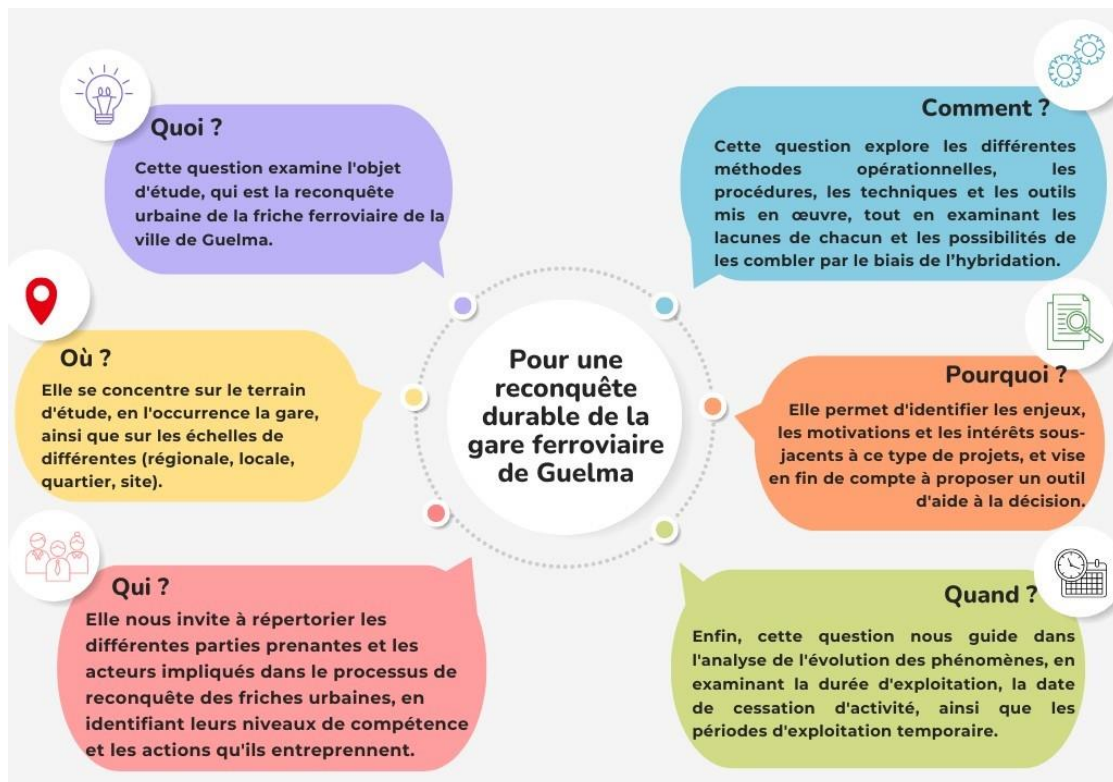 Quoi ?
Cette question examine l'objet
d'étude, qui est la reconquête
urbaine de la friche ferroviaire de la
ville de Guelma.
Où ?
Elle se concentre sur le terrain
d'étude, en l'occurrence la gare,
ainsi que sur les échelles de
différentes (régionale, locale,
quartier, site).
Qui ?
Elle nous invite à répertorier les
différentes parties prenantes et les
acteurs impliqués dans le processus de
reconquête des friches urbaines, en
identifiant leurs niveaux de compétence
et les actions qu'ils entreprennent.
Pour une
reconquête
durable de la
gare ferroviaire
de Guelma
Comment ?
Cette question explore les différentes
méthodes opérationnelles, les
procédures, les techniques et les outils
mis en œuvre, tout en examinant les
lacunes de chacun et les possibilités de
les combler par le biais de l'hybridation.
Pourquoi ?
Elle permet d'identifier les enjeux,
les motivations et les intérêts sous-
jacents à ce type de projets, et vise
en fin de compte à proposer un outil
d'aide à la décision.
Quand ?
Enfin, cette question nous guide dans
l'analyse de l'évolution des phénomènes, en
examinant la durée d'exploitation, la date
de cessation d'activité, ainsi que les
périodes d'exploitation temporaire.